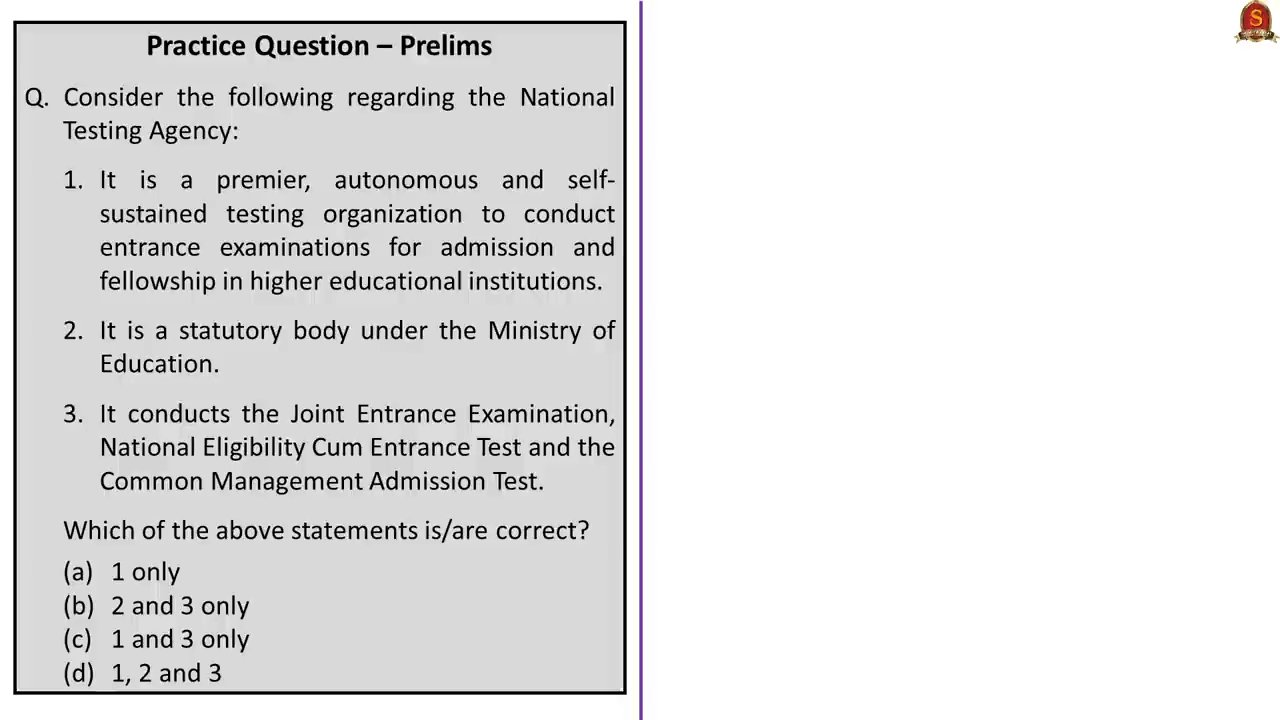 Practice Question – Prelims
Q. Consider the following regarding the National
Testing Agency:
1. It is a premier, autonomous and self-
sustained testing organization to conduct
entrance examinations for admission and
fellowship in higher educational institutions.
2. It is a statutory body under the Ministry of
Education.
3. It conducts the Joint Entrance Examination,
National Eligibility Cum Entrance Test and the
Common Management Admission Test.
Which of the above statements is/are correct?
(a) 1 only
(b) 2 and 3 only
(c) 1 and 3 only
(d) 1, 2 and 3
S